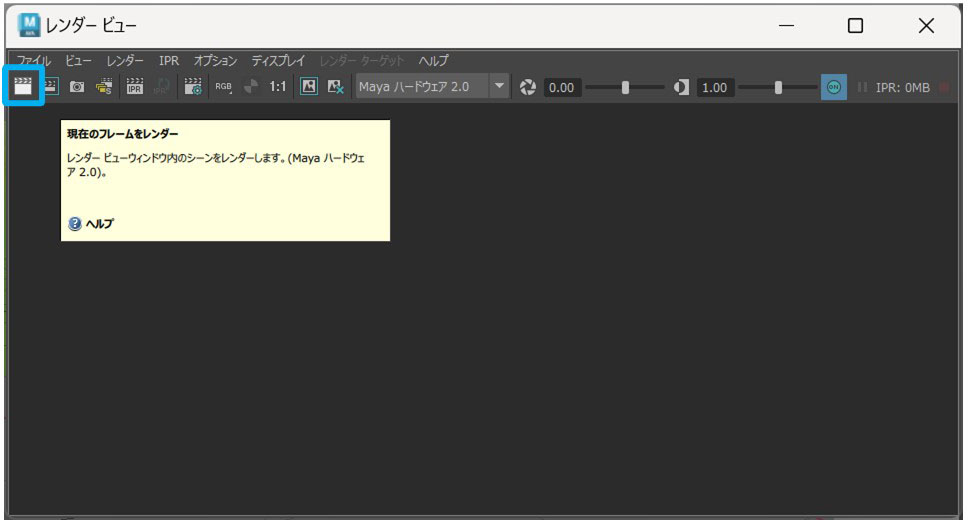 レンダー ビュー
ファイル ビュー レンダー IPR オプション ディスプレイ レンダー ターゲット ヘルプ
IPR IPR RGB 1:1 Maya ハードウェア 2.0 0.00 1.00 ON IPR: 0MB
現在のフレームをレンダー
レンダー ビューウィンドウ内のシーンをレンダーします。(Maya ハードウェ
ア 2.0)。
ヘルプ